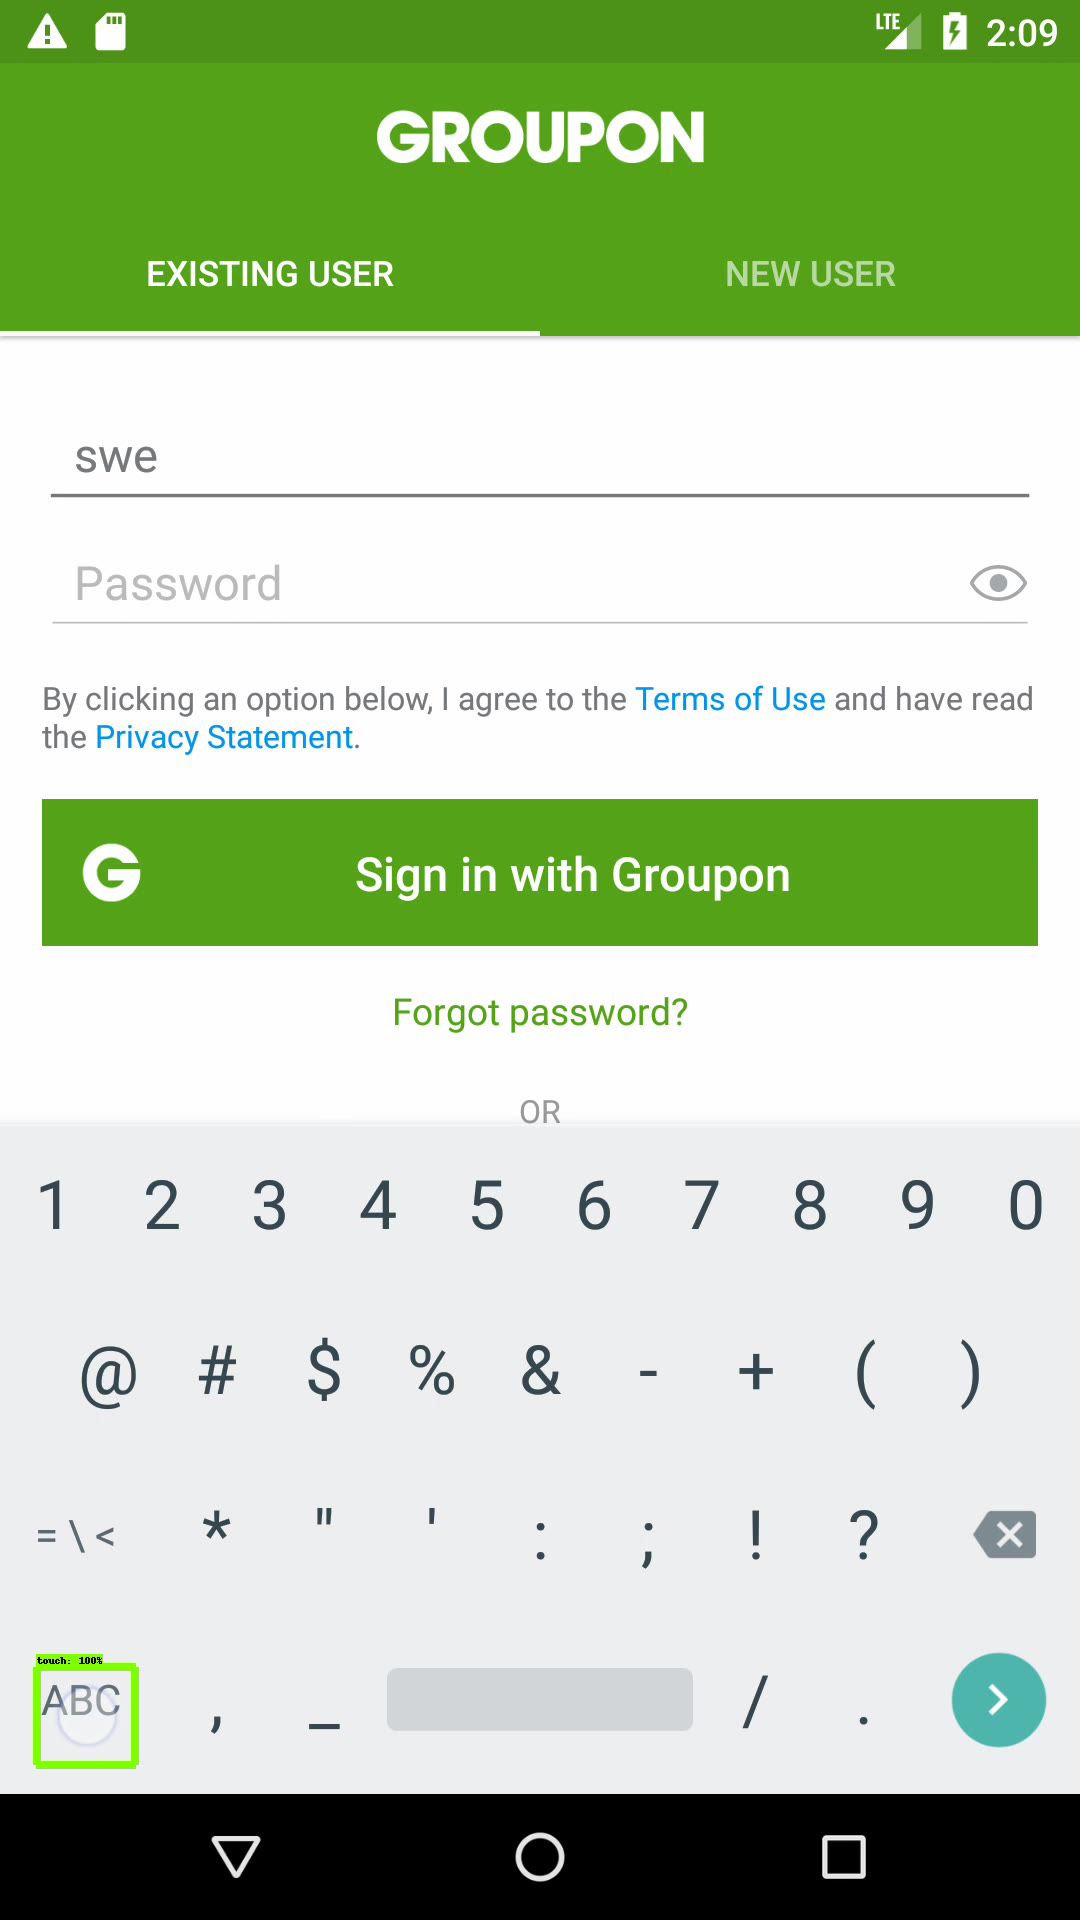 LTE 2:09
GROUPON
EXISTING USER NEW USER
swe
Password
By clicking an option below, I agree to the Terms of Use and have read
the Privacy Statement.
G Sign in with Groupon
Forgot password?
OR
1 2 3 4 5 6 7 8 9 0
@ # $ % & - + ( )
= \ < * " ' : ; ! ?
touch: 100%
ABC , _ / .